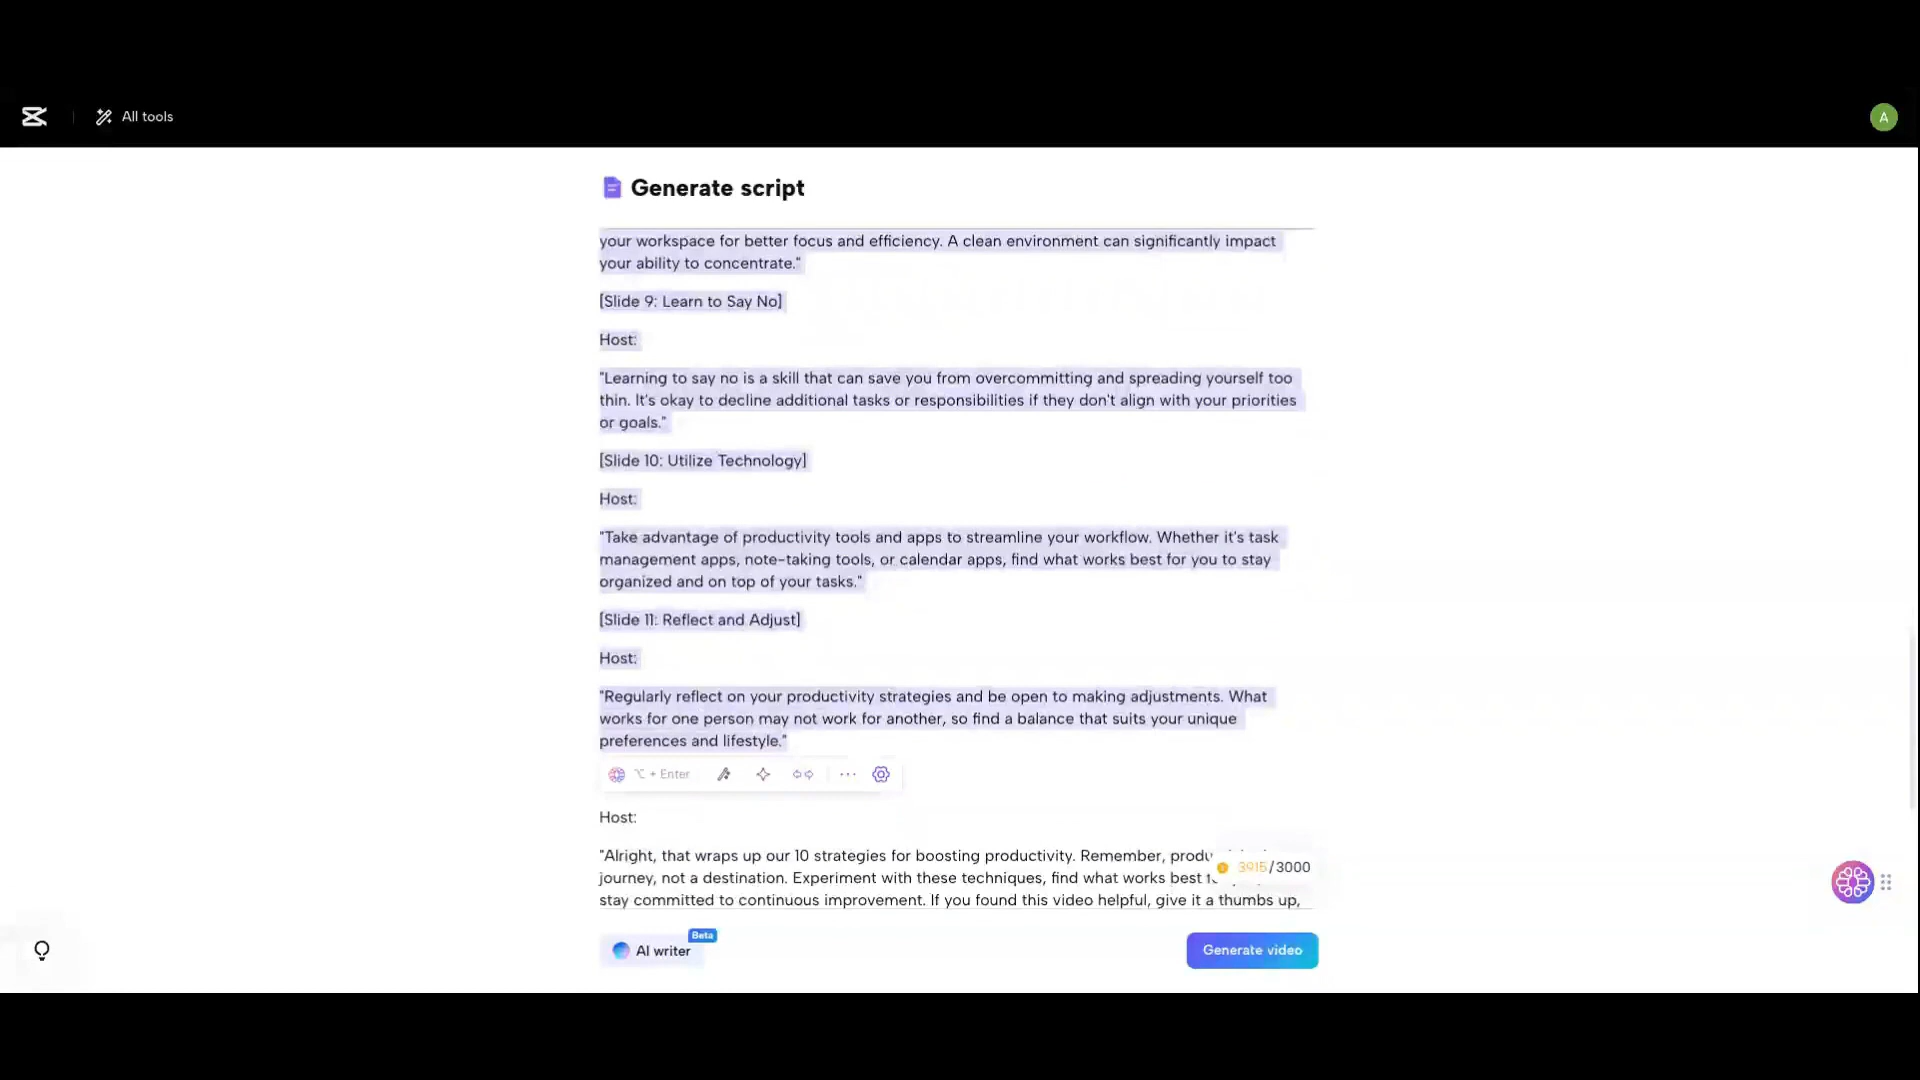 All tools
A
Generate script
your workspace for better focus and efficiency. A clean environment can significantly impact
your ability to concentrate."
[Slide 9: Learn to Say No]
Host:
"Learning to say no is a skill that can save you from overcommitting and spreading yourself too
thin. It's okay to decline additional tasks or responsibilities if they don't align with your priorities
or goals."
[Slide 10: Utilize Technology]
Host:
"Take advantage of productivity tools and apps to streamline your workflow. Whether it's task
management apps, note-taking tools, or calendar apps, find what works best for you to stay
organized and on top of your tasks."
[Slide 11: Reflect and Adjust]
Host:
"Regularly reflect on your productivity strategies and be open to making adjustments. What
works for one person may not work for another, so find a balance that suits your unique
preferences and lifestyle."
⌥ + Enter
Host:
"Alright, that wraps up our 10 strategies for boosting productivity. Remember,
3915/3000
journey, not a destination. Experiment with these techniques, find what works best
stay committed to continuous improvement. If you found this video helpful, give it a thumbs up,
AI writer
Beta
Generate video